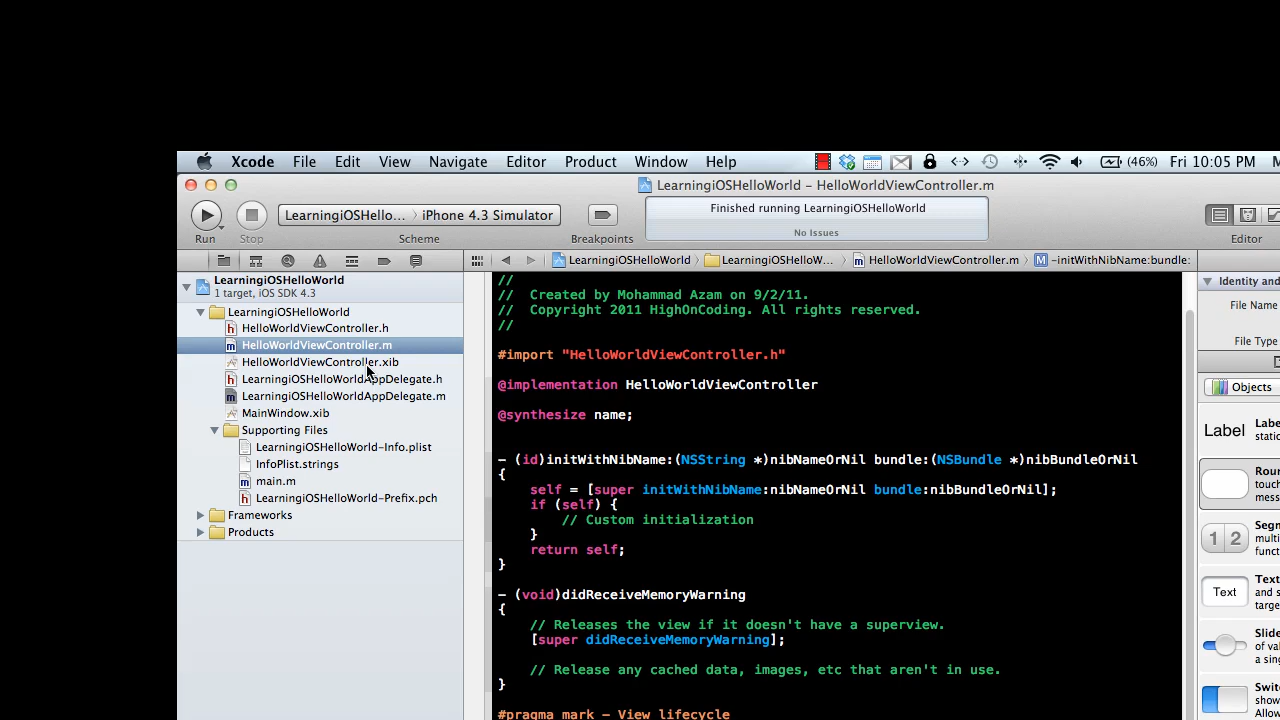 Xcode File Edit View Navigate Editor Product Window Help (46%) Fri 10:05 PM
LearningiOSHelloWorld – HelloWorldViewController.m
LearningiOSHello... iPhone 4.3 Simulator
Finished running LearningiOSHelloWorld
No Issues
Run Stop Scheme Breakpoints Editor
LearningiOSHelloWorld LearningiOSHelloW... HelloWorldViewController.m M -initWithNibName:bundle:
LearningiOSHelloWorld
1 target, iOS SDK 4.3
LearningiOSHelloWorld
h HelloWorldViewController.h
m HelloWorldViewController.m
HelloWorldViewController.xib
h LearningiOSHelloWorldAppDelegate.h
m LearningiOSHelloWorldAppDelegate.m
MainWindow.xib
Supporting Files
LearningiOSHelloWorld-Info.plist
InfoPlist.strings
m main.m
h LearningiOSHelloWorld-Prefix.pch
Frameworks
Products
//
// Created by Mohammad Azam on 9/2/11.
// Copyright 2011 HighOnCoding. All rights reserved.
//
#import "HelloWorldViewController.h"
@implementation HelloWorldViewController
@synthesize name;
- (id)initWithNibName:(NSString *)nibNameOrNil bundle:(NSBundle *)nibBundleOrNil
{
self = [super initWithNibName:nibNameOrNil bundle:nibBundleOrNil];
if (self) {
// Custom initialization
}
return self;
}
- (void)didReceiveMemoryWarning
{
// Releases the view if it doesn't have a superview.
[super didReceiveMemoryWarning];
// Release any cached data, images, etc that aren't in use.
}
#pragma mark - View lifecycle
Identity and
File Name
File Type
Objects
Label
1 2
Text